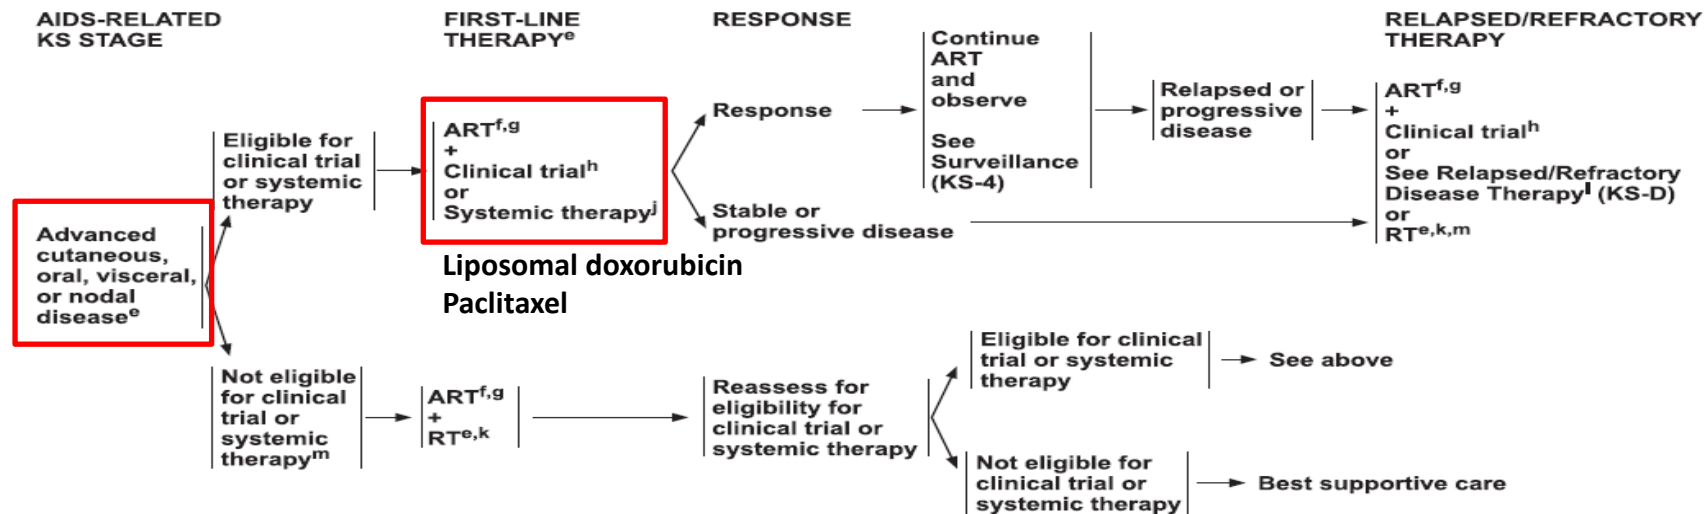 AIDS-RELATED
KS STAGE
FIRST-LINE
THERAPYe
RESPONSE
RELAPSED/REFRACTORY
THERAPY
Advanced
cutaneous,
oral, visceral,
or nodal
diseasee
Eligible for
clinical trial
or systemic
therapy
ARTf,g
+
Clinical trialh
or
Systemic therapyj
Liposomal doxorubicin
Paclitaxel
Response
Continue
ART
and
observe
See
Surveillance
(KS-4)
Relapsed or
progressive
disease
Stable or
progressive disease
ARTf,g
+
Clinical trialh
or
See Relapsed/Refractory
Disease Therapyl (KS-D)
or
RTe,k,m
Not eligible
for clinical
trial or
systemic
therapym
ARTf,g
+
RTe,k
Reassess for
eligibility for
clinical trial or
systemic therapy
Eligible for clinical
trial or systemic
therapy
See above
Not eligible for
clinical trial or
systemic therapy
Best supportive care